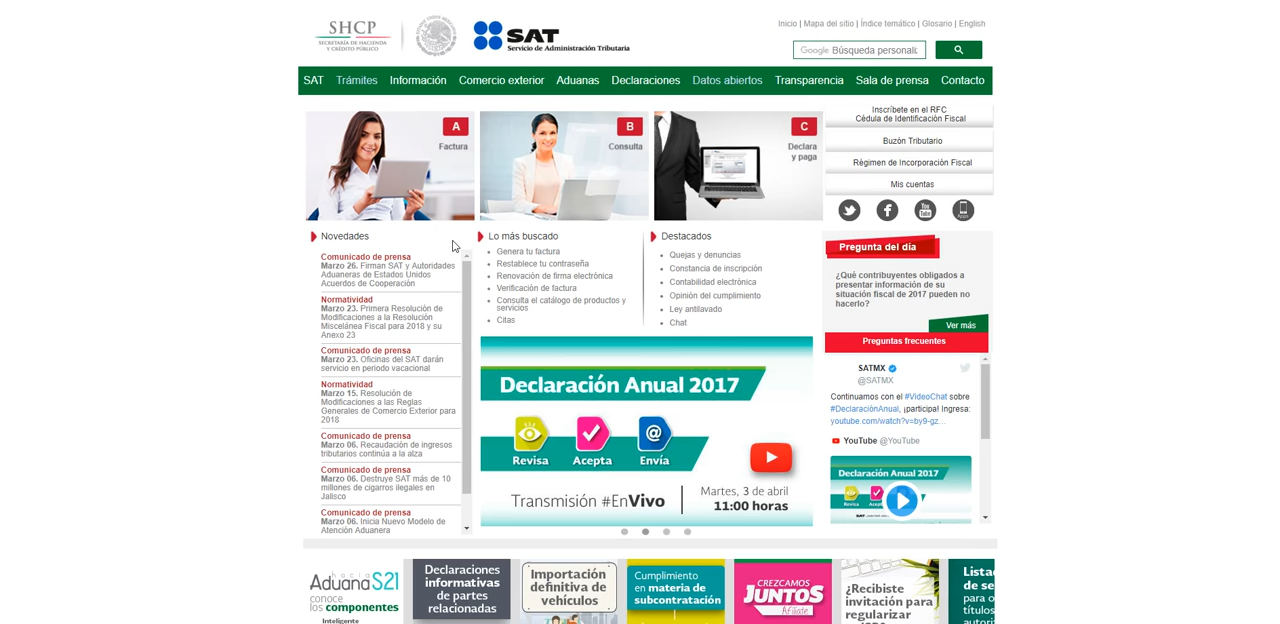 SHCP
SECRETARÍA DE HACIENDA
Y CRÉDITO PÚBLICO
SAT
Servicio de Administración Tributaria
Inicio | Mapa del sitio | Índice temático | Glosario | English
Google Búsqueda personaliz
SAT Trámites Información Comercio exterior Aduanas Declaraciones Datos abiertos Transparencia Sala de prensa Contacto
A
Factura
B
Consulta
C
Declara
y paga
Inscríbete en el RFC
Cédula de Identificación Fiscal
Buzón Tributario
Régimen de Incorporación Fiscal
Mis cuentas
You
Tube
Apps
Novedades
Comunicado de prensa
Marzo 26. Firman SAT y Autoridades
Aduaneras de Estados Unidos
Acuerdos de Cooperación
Normatividad
Marzo 23. Primera Resolución de
Modificaciones a la Resolución
Miscelánea Fiscal para 2018 y su
Anexo 23
Comunicado de prensa
Marzo 23. Oficinas del SAT darán
servicio en periodo vacacional
Normatividad
Marzo 15. Resolución de
Modificaciones a las Reglas
Generales de Comercio Exterior para
2018
Comunicado de prensa
Marzo 06. Recaudación de ingresos
tributarios continúa a la alza
Comunicado de prensa
Marzo 06. Destruye SAT más de 10
millones de cigarros ilegales en
Jalisco
Comunicado de prensa
Marzo 06. Inicia Nuevo Modelo de
Atención Aduanera
Lo más buscado
Genera tu factura
Restablece tu contraseña
Renovación de firma electrónica
Verificación de factura
Consulta el catálogo de productos y
servicios
Citas
Destacados
Quejas y denuncias
Constancia de inscripción
Contabilidad electrónica
Opinión del cumplimiento
Ley antilavado
Chat
Declaración Anual 2017
Revisa Acepta Envía
Transmisión #EnVivo
Martes, 3 de abril
11:00 horas
Pregunta del día
¿Qué contribuyentes obligados a
presentar información de su
situación fiscal de 2017 pueden no
hacerlo?
Ver más
Preguntas frecuentes
SATMX
@SATMX
Continuamos con el #VideoChat sobre
#DeclaraciónAnual, ¡participa! Ingresa:
youtube.com/watch?v=by9-gz…
YouTube @YouTube
Declaración Anual 2017
Revisa
SAT
hacia
AduanaS21
conoce
los componentes
Inteligente
Declaraciones
informativas
de partes
relacionadas
Importación
definitiva de
vehículos
Cumplimiento
en materia de
subcontratación
CREZCAMOS
JUNTOS
Afíliate
¿Recibiste
invitación para
regularizar
Lista
de se
para o
títulos